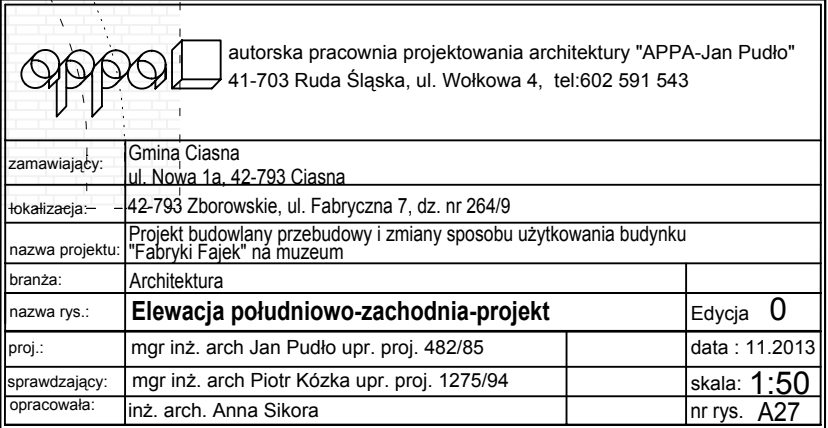 appa
autorska pracownia projektowania architektury "APPA-Jan Pudło"
41-703 Ruda Śląska, ul. Wołkowa 4, tel:602 591 543
zamawiający: Gmina Ciasna
ul. Nowa 1a, 42-793 Ciasna
lokalizacja: 42-793 Zborowskie, ul. Fabryczna 7, dz. nr 264/9
nazwa projektu: Projekt budowlany przebudowy i zmiany sposobu użytkowania budynku
"Fabryki Fajek" na muzeum
branża: Architektura
nazwa rys.: Elewacja południowo-zachodnia-projekt Edycja 0
proj.: mgr inż. arch Jan Pudło upr. proj. 482/85 data : 11.2013
sprawdzający: mgr inż. arch Piotr Kózka upr. proj. 1275/94 skala: 1:50
opracowała: inż. arch. Anna Sikora nr rys. A27